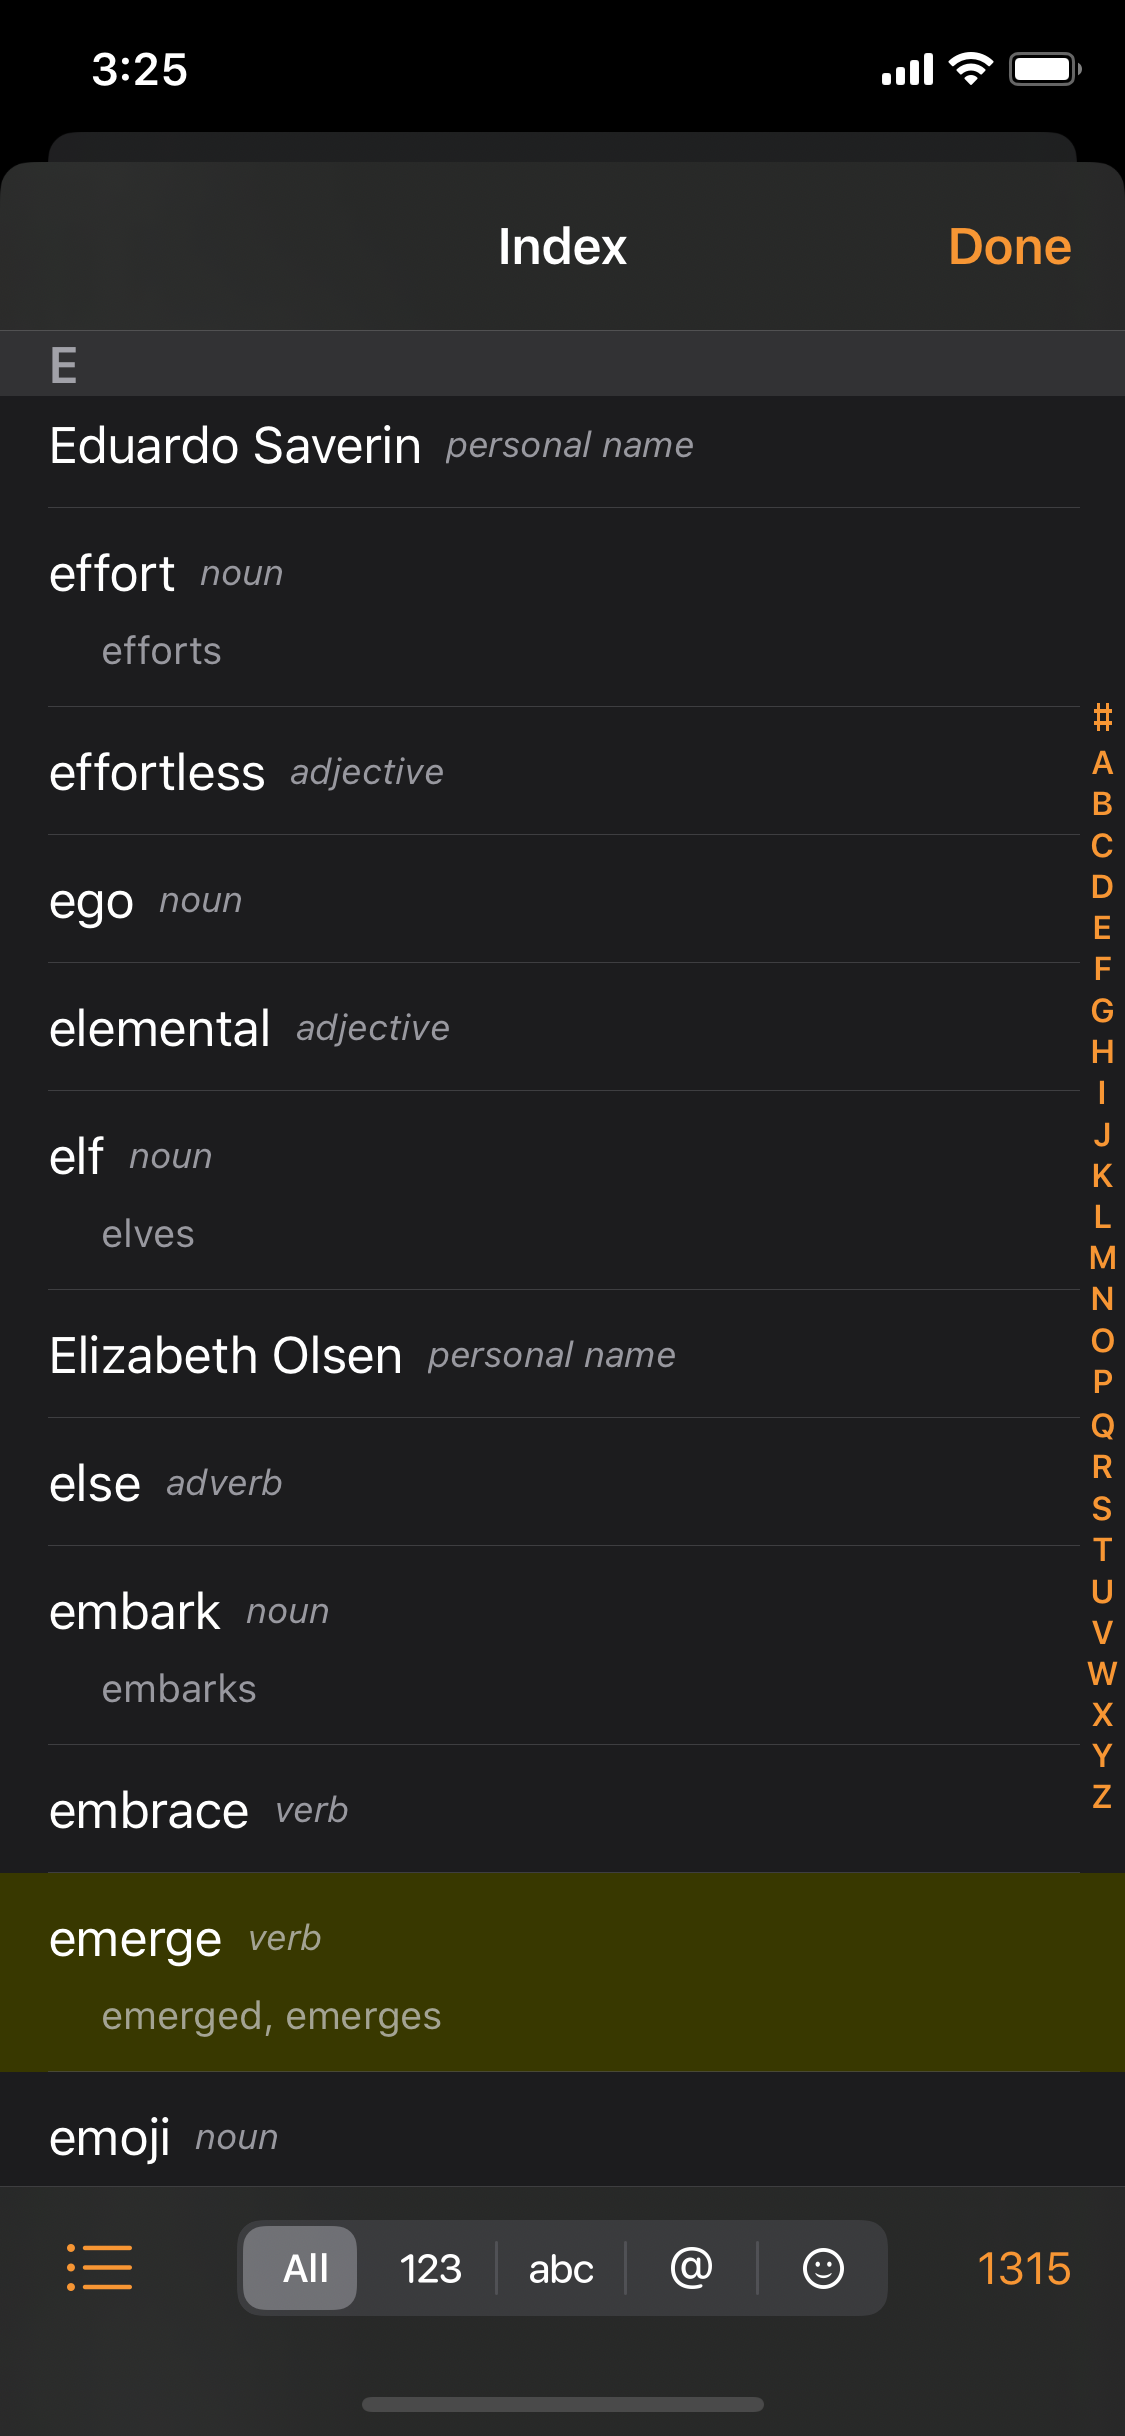 3:25
Index Done
E
Eduardo Saverin personal name
effort noun
efforts
effortless adjective
ego noun
elemental adjective
elf noun
elves
Elizabeth Olsen personal name
else adverb
embark noun
embarks
embrace verb
emerge verb
emerged, emerges
emoji noun
#
A
B
C
D
E
F
G
H
I
J
K
L
M
N
O
P
Q
R
S
T
U
V
W
X
Y
Z
All 123 abc @ 1315